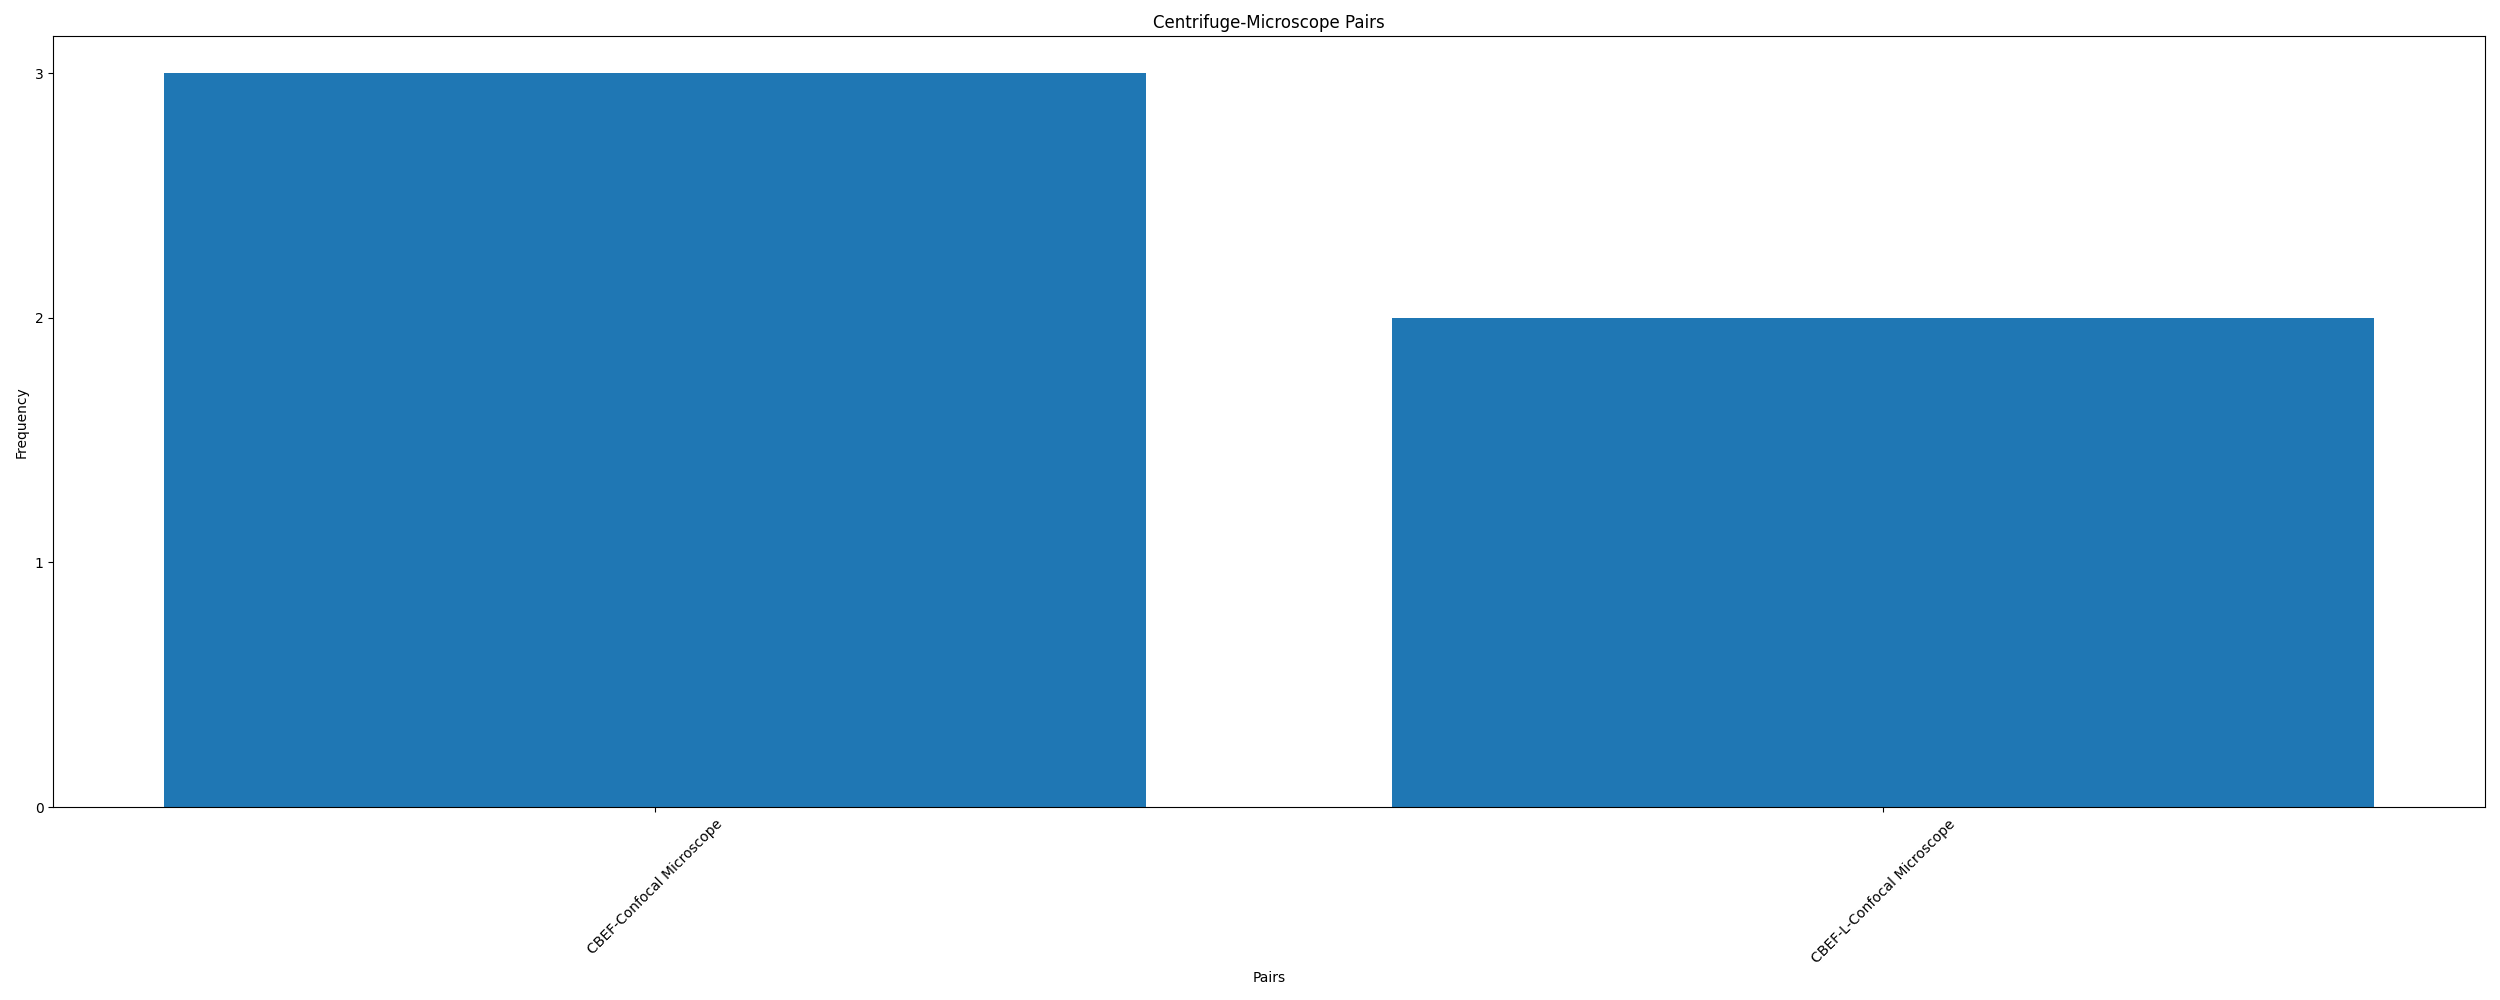 Centrifuge-Microscope Pairs
3
2
1
0
Frequency
CBEF-Confocal Microscope
CBEF-L-Confocal Microscope
Pairs